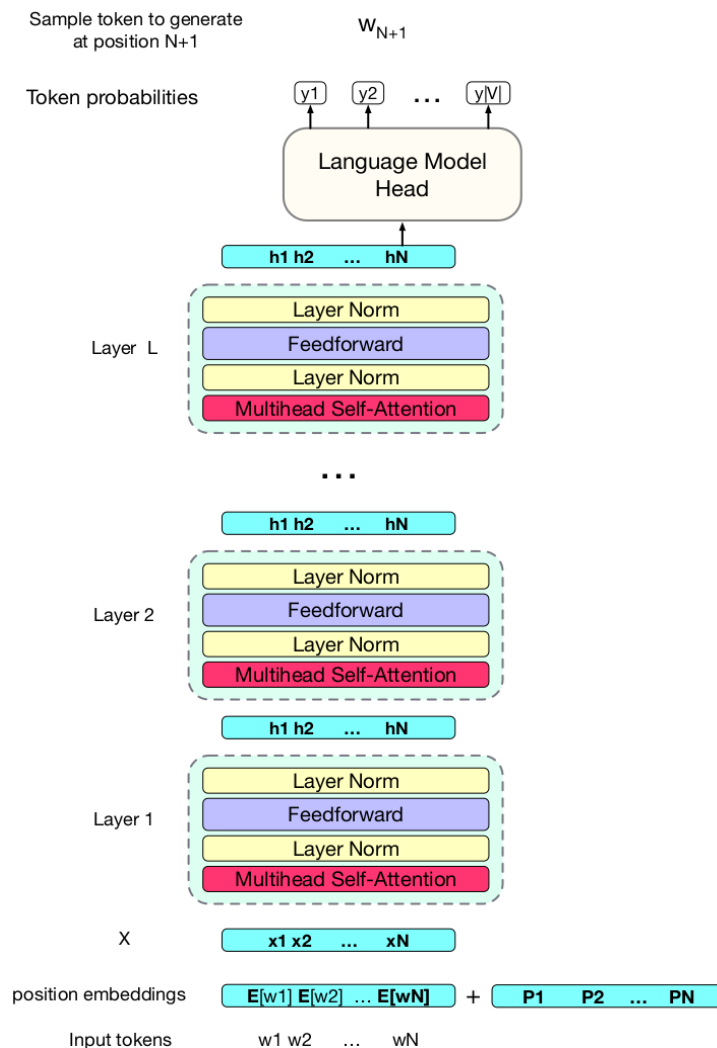 Sample token to generate
at position N+1
w_{N+1}
Token probabilities
y1 y2 ... y|V|
Language Model
Head
h1 h2 ... hN
Layer L
Layer Norm
Feedforward
Layer Norm
Multihead Self-Attention
...
h1 h2 ... hN
Layer 2
Layer Norm
Feedforward
Layer Norm
Multihead Self-Attention
h1 h2 ... hN
Layer 1
Layer Norm
Feedforward
Layer Norm
Multihead Self-Attention
X x1 x2 ... xN
position embeddings E[w1] E[w2] ... E[wN] + P1 P2 ... PN
Input tokens w1 w2 ... wN